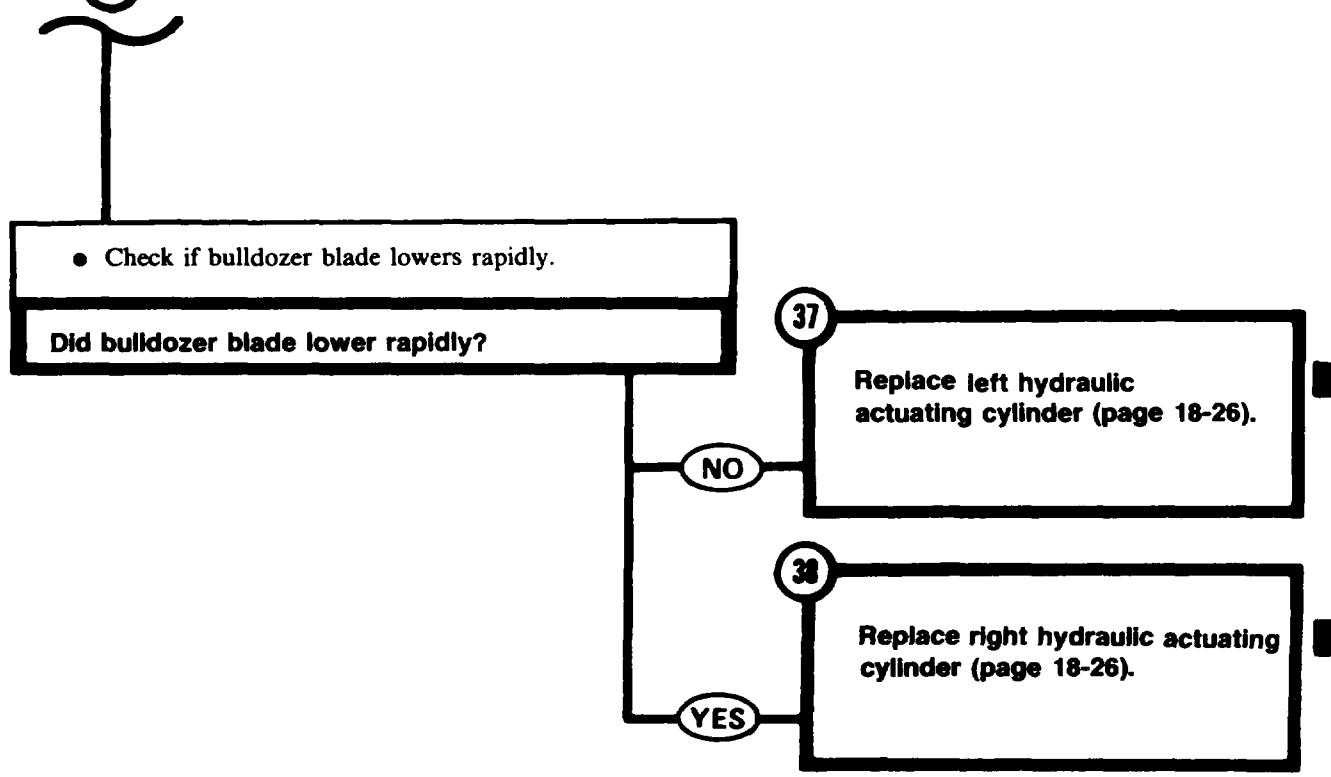 ● Check if bulldozer blade lowers rapidly.
Did bulldozer blade lower rapidly?
37
Replace left hydraulic
actuating cylinder (page 18-26).
NO
38
Replace right hydraulic actuating
cylinder (page 18-26).
YES